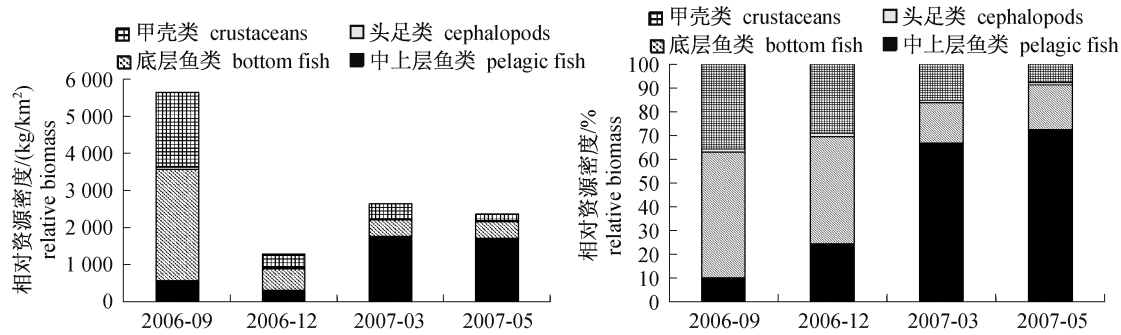 甲壳类 crustaceans 头足类 cephalopods
底层鱼类 bottom fish 中上层鱼类 pelagic fish
相对资源密度/(kg/km²)
relative biomass
6 000
5 000
4 000
3 000
2 000
1 000
0
2006-09 2006-12 2007-03 2007-05
甲壳类 crustaceans 头足类 cephalopods
底层鱼类 bottom fish 中上层鱼类 pelagic fish
相对资源密度/%
relative biomass
100
90
80
70
60
50
40
30
20
10
0
2006-09 2006-12 2007-03 2007-05